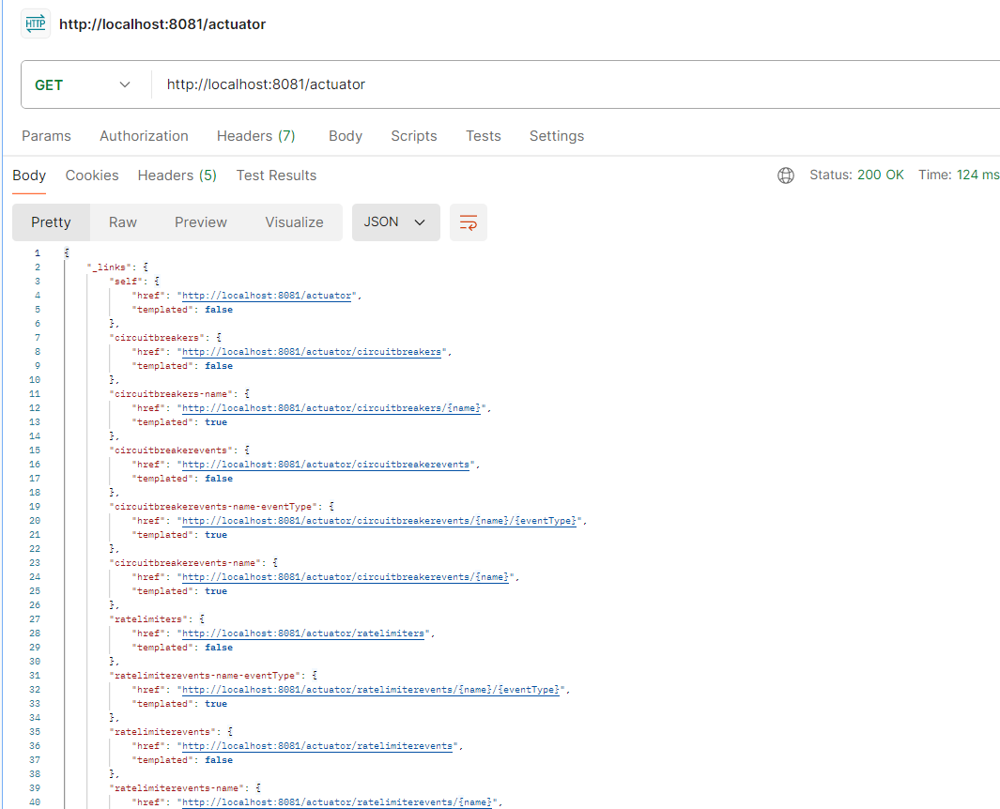 HTTP http://localhost:8081/actuator
GET http://localhost:8081/actuator
Params Authorization Headers (7) Body Scripts Tests Settings
Body Cookies Headers (5) Test Results Status: 200 OK Time: 124 ms
Pretty Raw Preview Visualize JSON
1 {
2 "_links": {
3 "self": {
4 "href": "http://localhost:8081/actuator",
5 "templated": false
6 },
7 "circuitbreakers": {
8 "href": "http://localhost:8081/actuator/circuitbreakers",
9 "templated": false
10 },
11 "circuitbreakers-name": {
12 "href": "http://localhost:8081/actuator/circuitbreakers/{name}",
13 "templated": true
14 },
15 "circuitbreakerevents": {
16 "href": "http://localhost:8081/actuator/circuitbreakerevents",
17 "templated": false
18 },
19 "circuitbreakerevents-name-eventType": {
20 "href": "http://localhost:8081/actuator/circuitbreakerevents/{name}/{eventType}",
21 "templated": true
22 },
23 "circuitbreakerevents-name": {
24 "href": "http://localhost:8081/actuator/circuitbreakerevents/{name}",
25 "templated": true
26 },
27 "ratelimiters": {
28 "href": "http://localhost:8081/actuator/ratelimiters",
29 "templated": false
30 },
31 "ratelimiterevents-name-eventType": {
32 "href": "http://localhost:8081/actuator/ratelimiterevents/{name}/{eventType}",
33 "templated": true
34 },
35 "ratelimiterevents": {
36 "href": "http://localhost:8081/actuator/ratelimiterevents",
37 "templated": false
38 },
39 "ratelimiterevents-name": {
40 "href": "http://localhost:8081/actuator/ratelimiterevents/{name}",